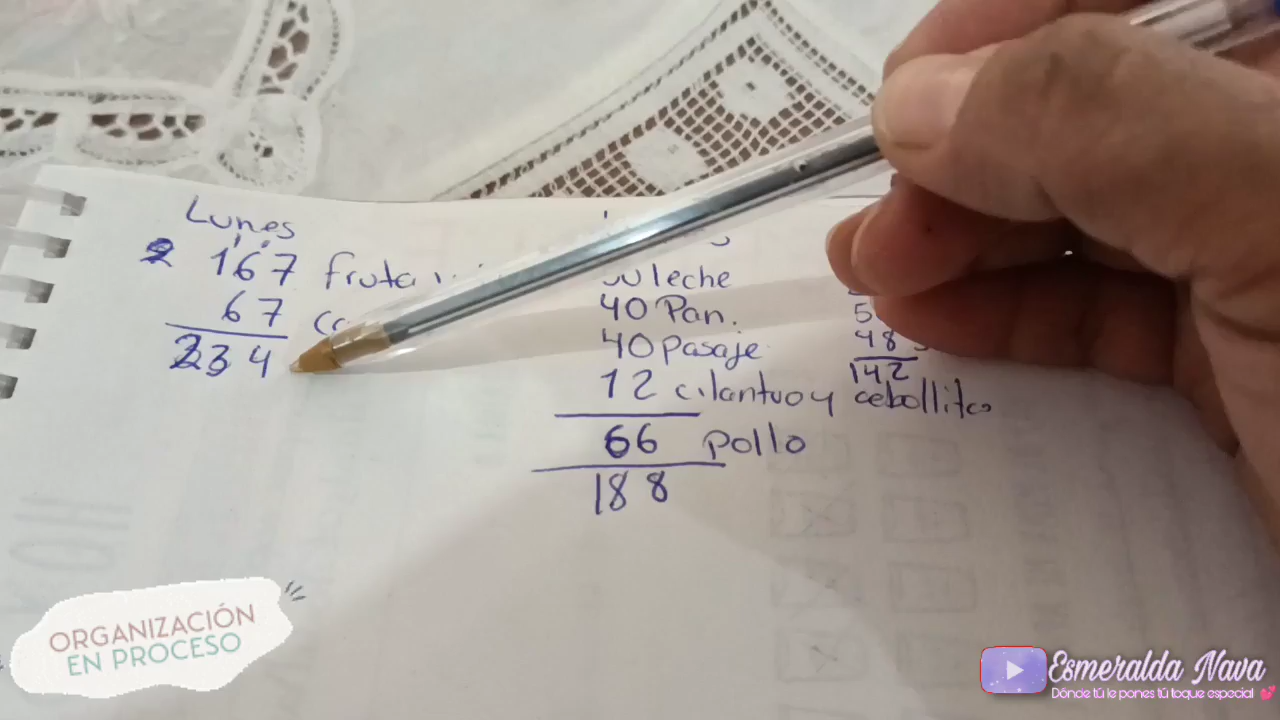 Lunes
2 167 fruta
67
234
leche
40 Pan.
40 pasaje
12 cilantro y cebollita
66 pollo
188
5
48
142
ORGANIZACIÓN
EN PROCESO
Esmeralda Nava
Dónde tú le pones tú toque especial